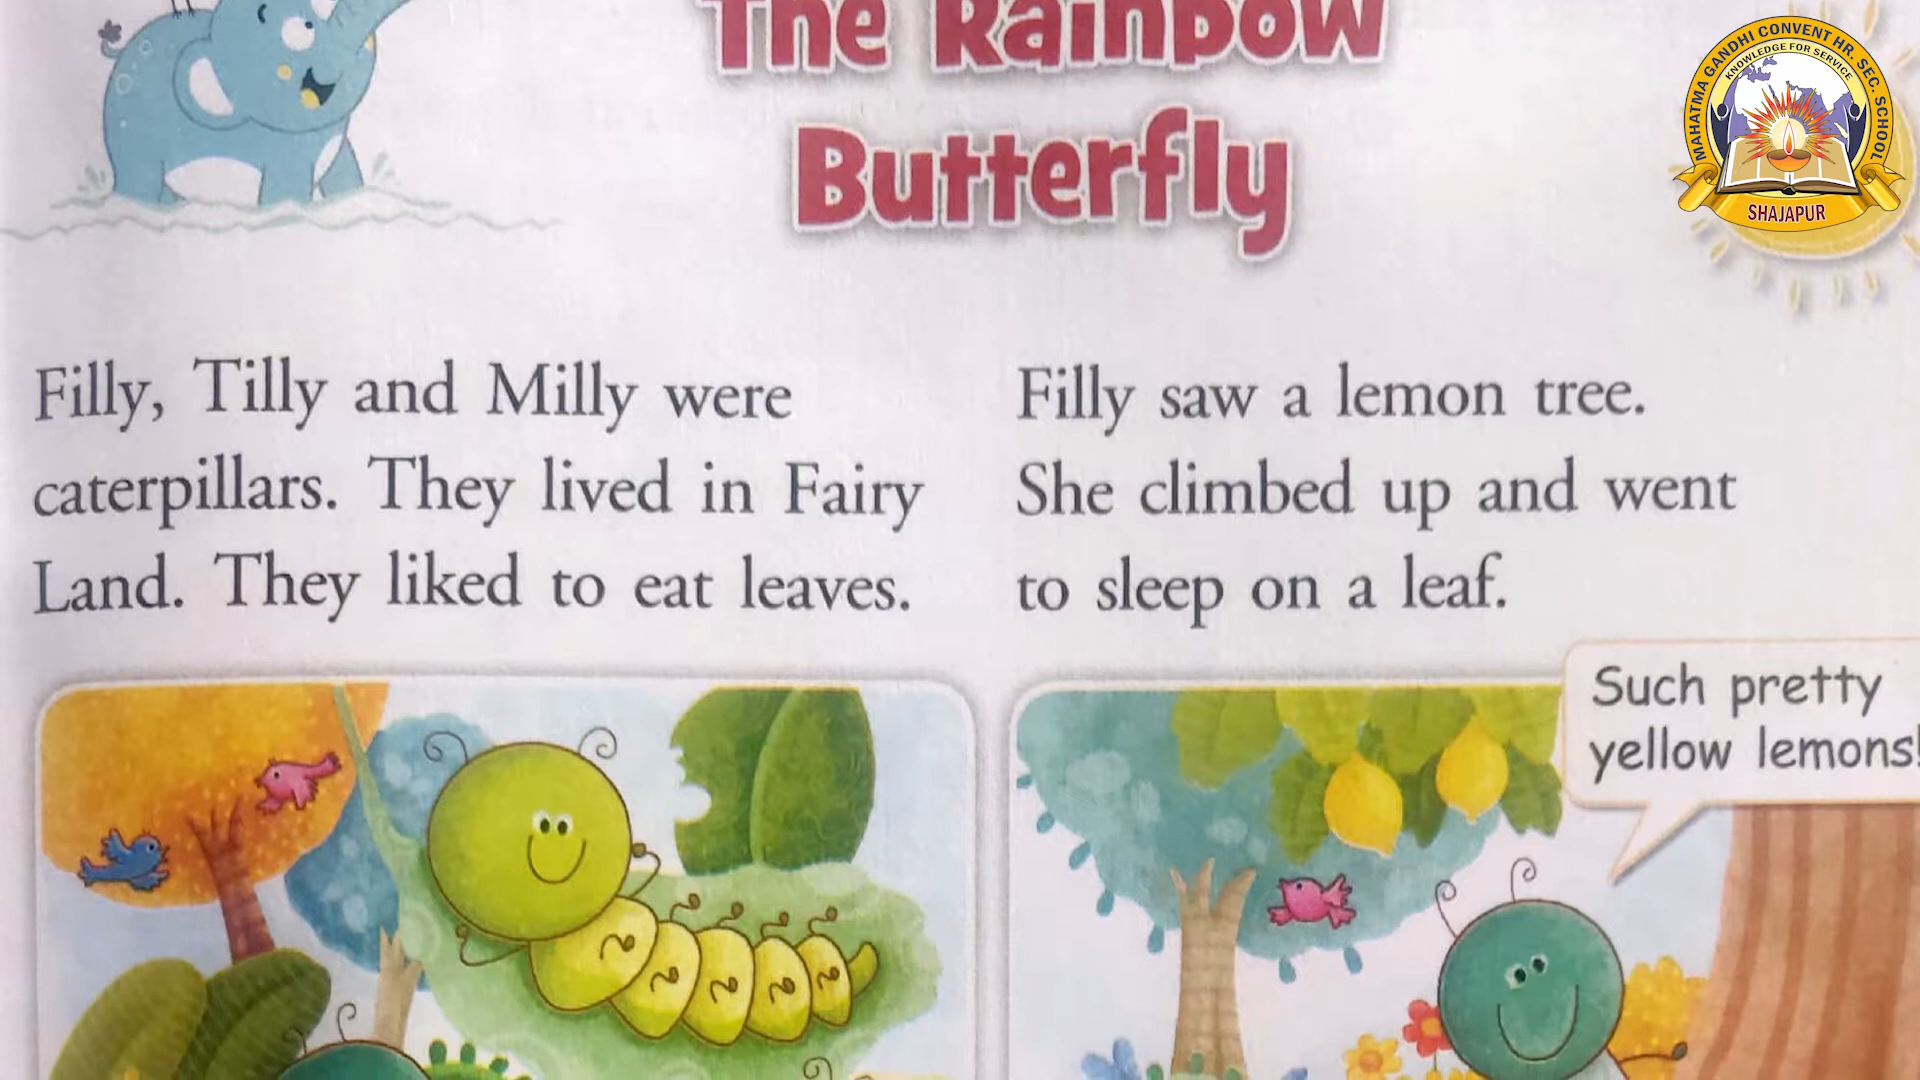 The Rainbow
Butterfly
MAHATMA GANDHI CONVENT HR. SEC. SCHOOL
KNOWLEDGE FOR SERVICE
SHAJAPUR
Filly, Tilly and Milly were
caterpillars. They lived in Fairy
Land. They liked to eat leaves.
Filly saw a lemon tree.
She climbed up and went
to sleep on a leaf.
Such pretty
yellow lemons!